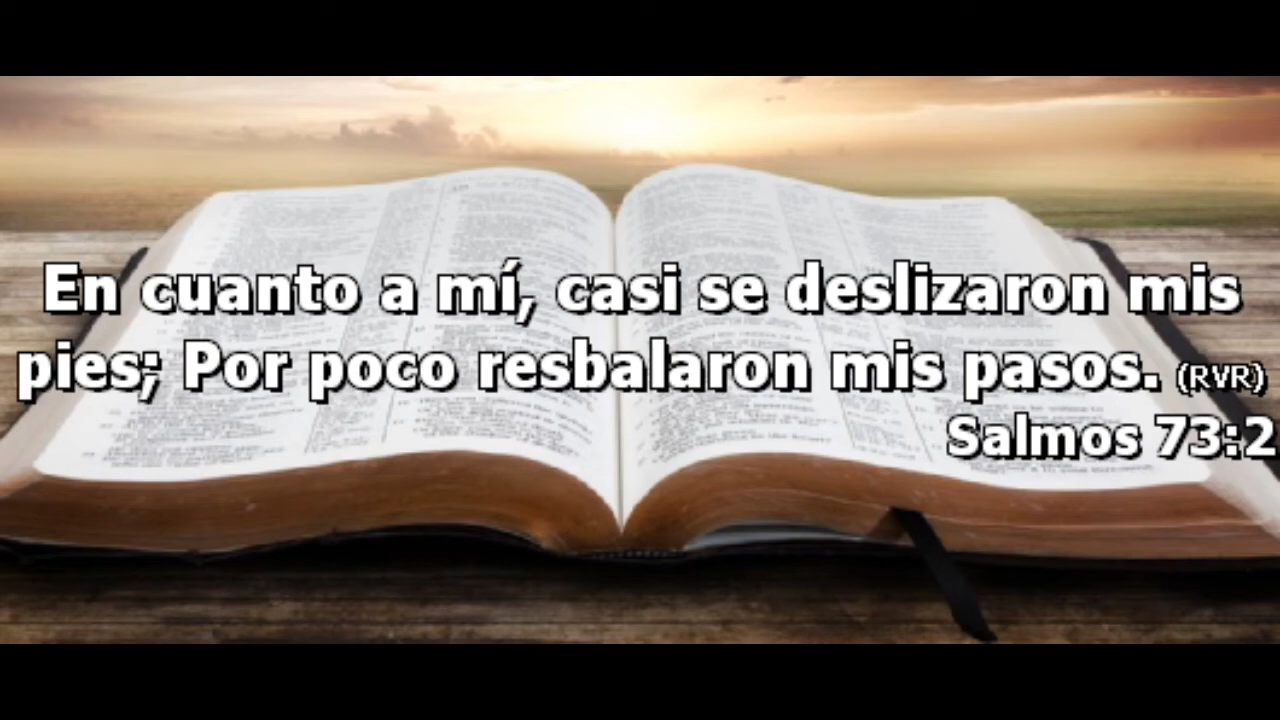 En cuanto a mí, casi se deslizaron mis
pies; Por poco resbalaron mis pasos. (RVR)
Salmos 73:2